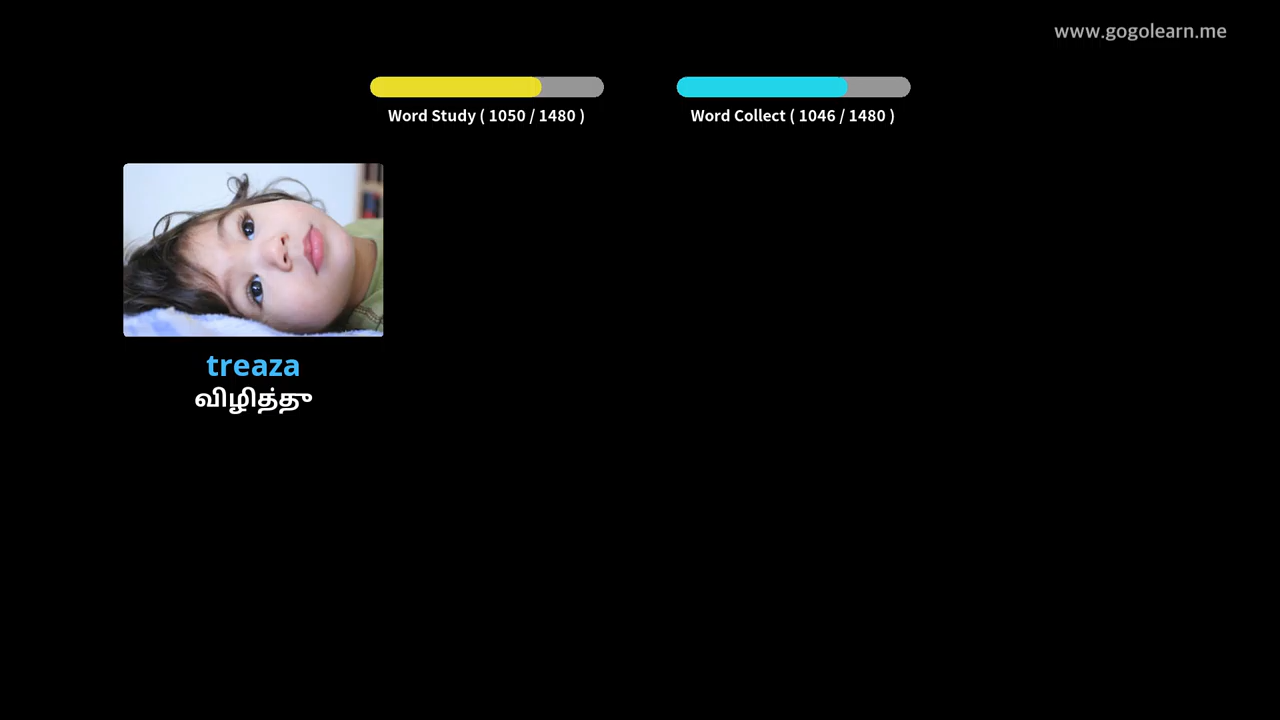 www.gogolearn.me
Word Study ( 1050 / 1480 )
Word Collect ( 1046 / 1480 )
treaza
விழித்து